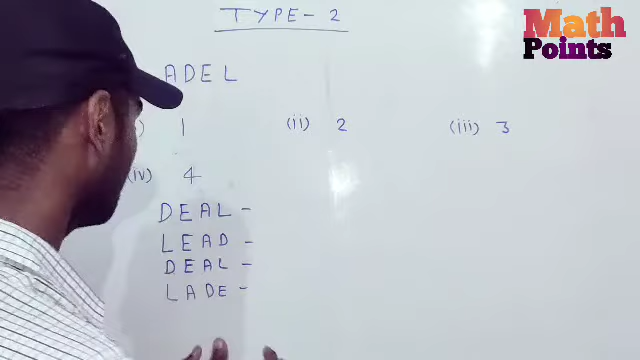 TYPE-2
Math
Points
ADEL
) 1 (ii) 2 (iii) 3
(iv) 4
DEAL -
LEAD -
DEAL -
LADE -